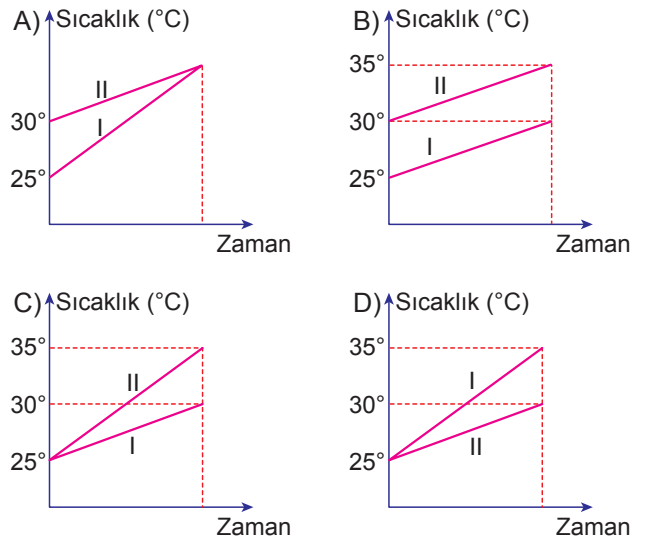 A) Sıcaklık (°C)
II
30°
I
25°
Zaman
B) Sıcaklık (°C)
35°
II
30°
I
25°
Zaman
C) Sıcaklık (°C)
35°
II
30°
I
25°
Zaman
D) Sıcaklık (°C)
35°
I
30°
II
25°
Zaman